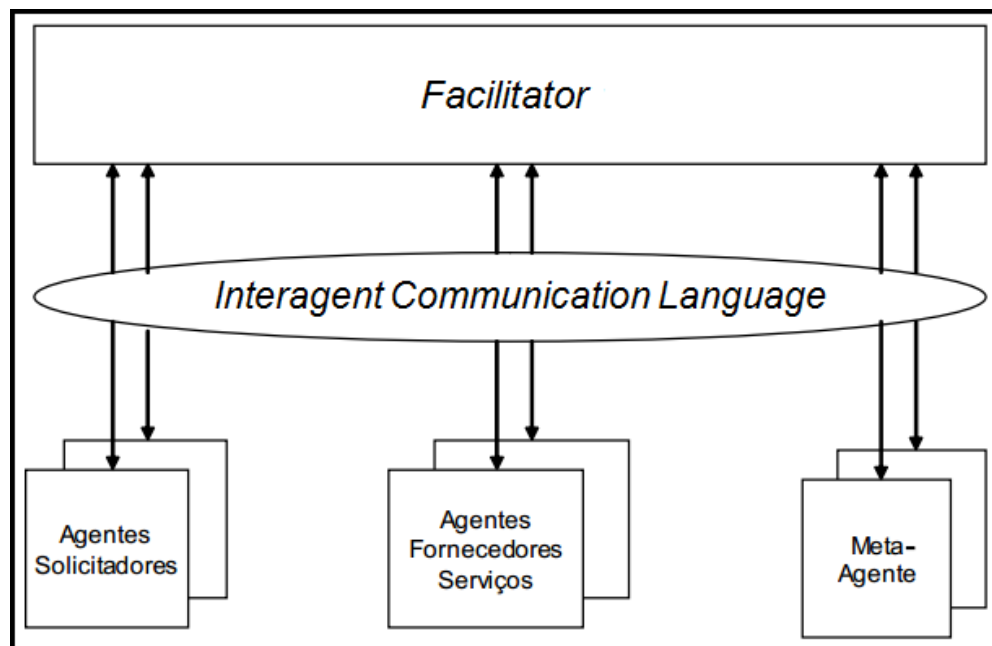 Facilitator
Interagent Communication Language
Agentes
Solicitadores
Agentes
Fornecedores
Serviços
Meta-
Agente